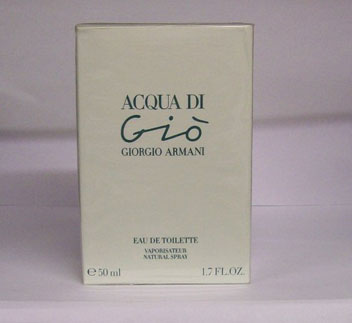 ACQUA DI
Giò
GIORGIO ARMANI
EAU DE TOILETTE
VAPORISATEUR
NATURAL SPRAY
℮ 50 ml 1.7 FL.OZ.